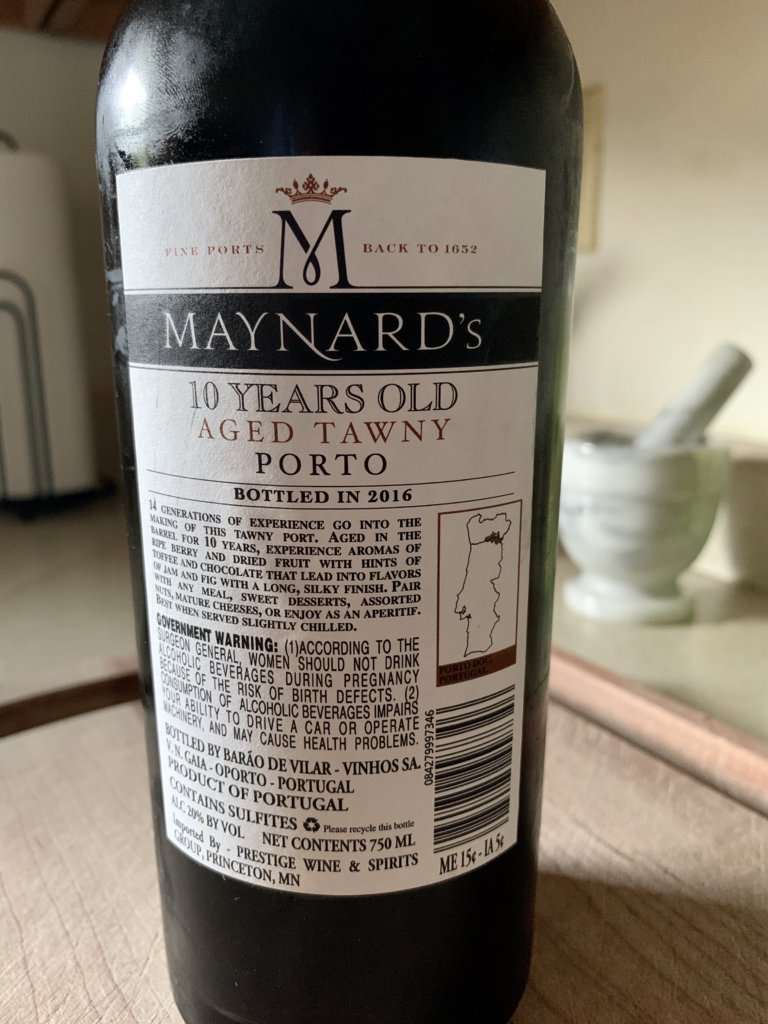 M
FINE PORTS BACK TO 1652
MAYNARD'S
10 YEARS OLD
AGED TAWNY
PORTO
BOTTLED IN 2016
14 GENERATIONS OF EXPERIENCE GO INTO THE
MAKING OF THIS TAWNY PORT. AGED IN THE
BARREL FOR 10 YEARS, EXPERIENCE AROMAS OF
RIPE BERRY AND DRIED FRUIT WITH HINTS OF
TOFFEE AND CHOCOLATE THAT LEAD INTO FLAVORS
OF JAM AND FIG WITH A LONG, SILKY FINISH. PAIR
WITH ANY MEAL, SWEET DESSERTS, ASSORTED
NUTS, MATURE CHEESES, OR ENJOY AS AN APERITIF.
BEST WHEN SERVED SLIGHTLY CHILLED.
PORTO DOC,
PORTUGAL
GOVERNMENT WARNING: (1)ACCORDING TO THE
SURGEON GENERAL, WOMEN SHOULD NOT DRINK
ALCOHOLIC BEVERAGES DURING PREGNANCY
BECAUSE OF THE RISK OF BIRTH DEFECTS. (2)
CONSUMPTION OF ALCOHOLIC BEVERAGES IMPAIRS
YOUR ABILITY TO DRIVE A CAR OR OPERATE
MACHINERY, AND MAY CAUSE HEALTH PROBLEMS.
BOTTLED BY BARÃO DE VILAR - VINHOS SA.
V. N. GAIA - OPORTO - PORTUGAL
PRODUCT OF PORTUGAL
CONTAINS SULFITES Please recycle this bottle
ALC 20% BY VOL NET CONTENTS 750 ML
Imported By - PRESTIGE WINE & SPIRITS
GROUP, PRINCETON, MN
084279997346
ME 15¢ - IA 5¢